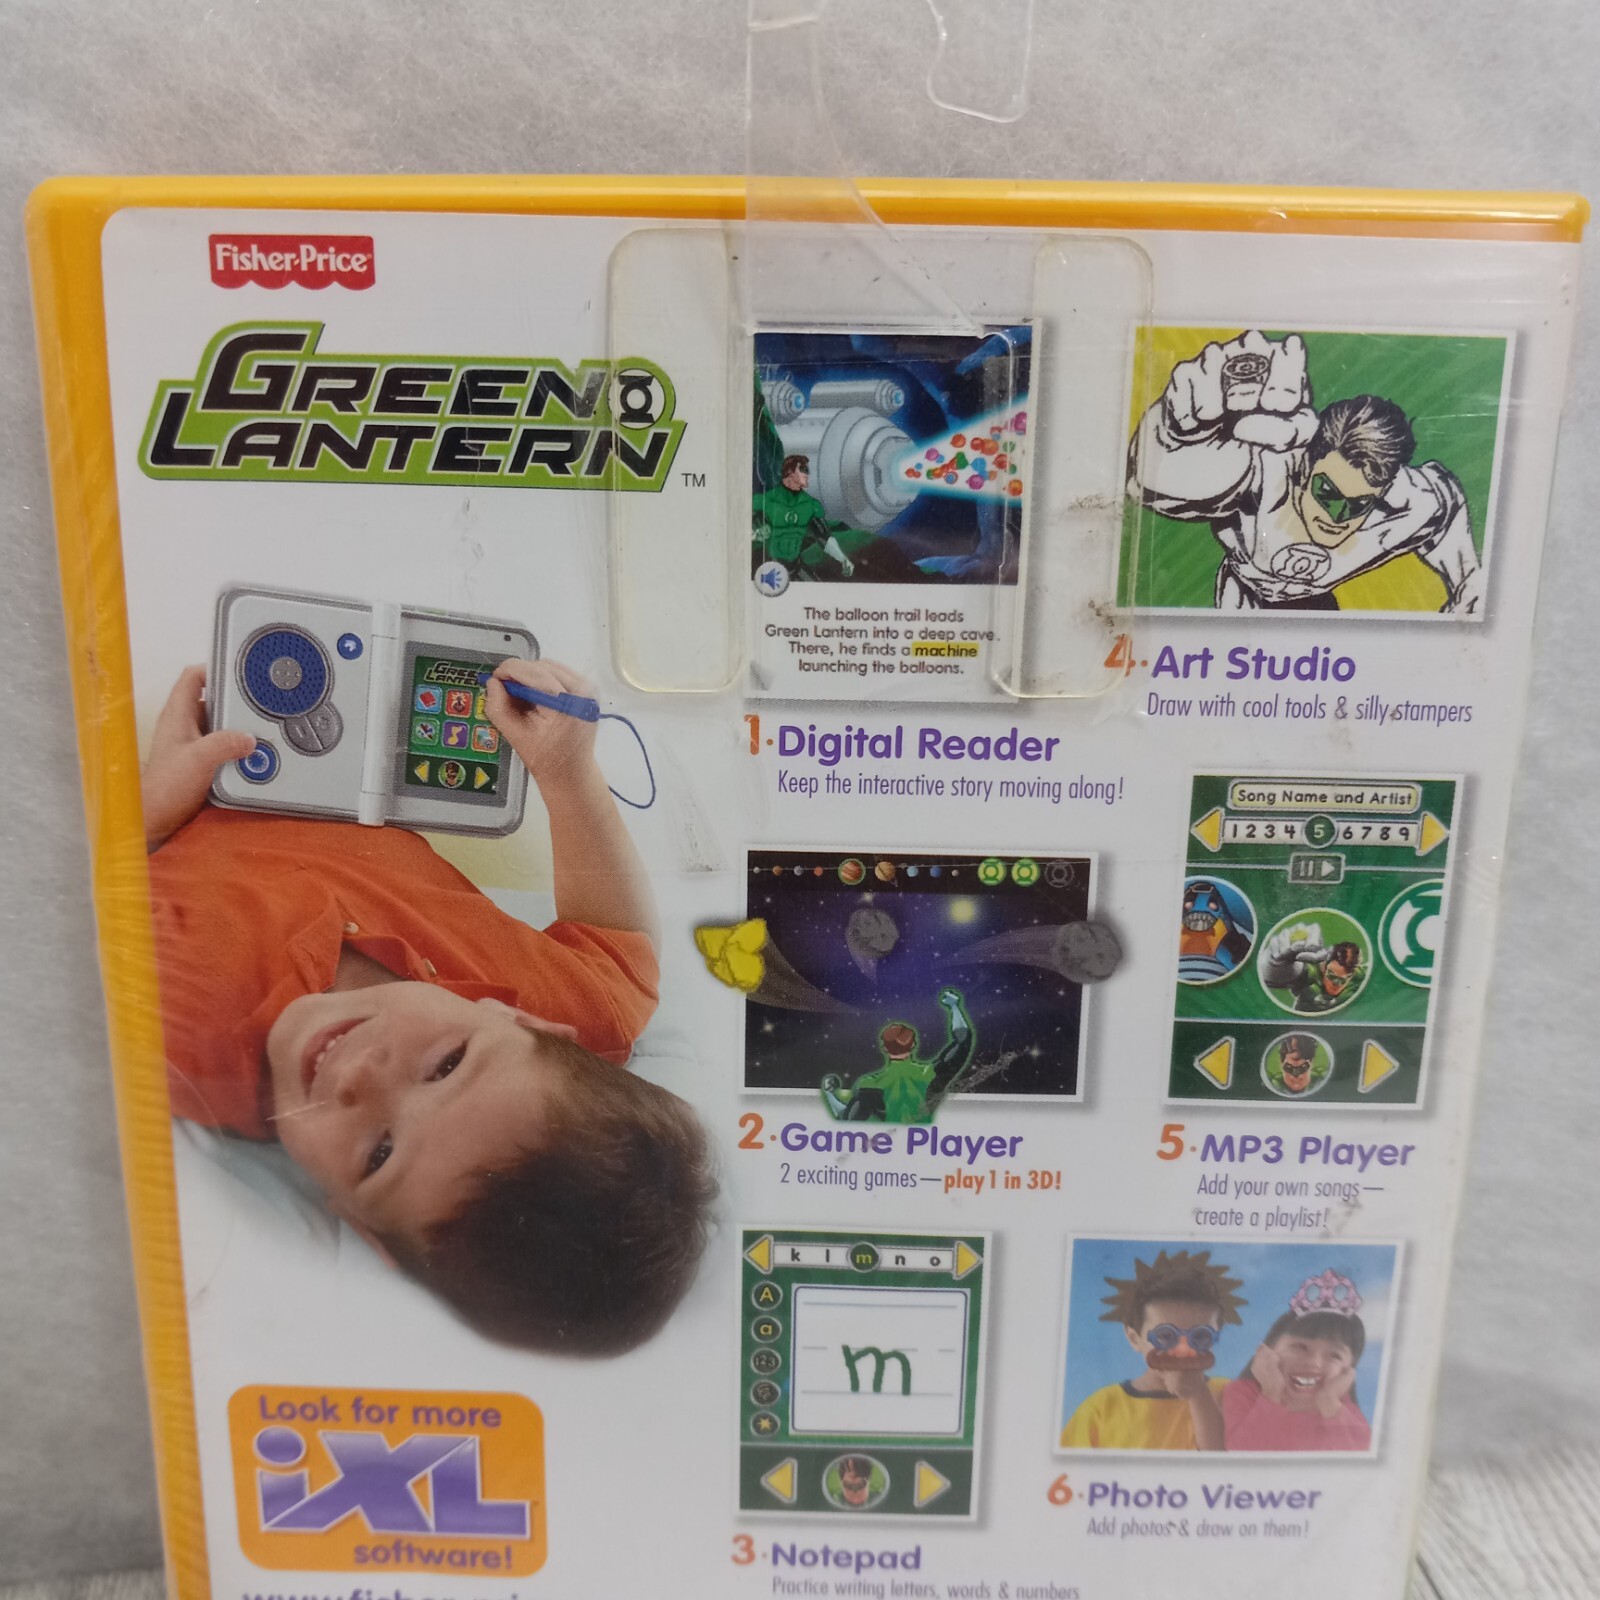 Fisher-Price
GREEN
LANTERN
TM
GREEN
LANTERN
The balloon trail leads
Green Lantern into a deep cave.
There, he finds a machine
launching the balloons.
1. Digital Reader
Keep the interactive story moving along!
2. Game Player
2 exciting games—play 1 in 3D!
k l m n o
A
a
123
m
3. Notepad
Practice writing letters, words & numbers
4. Art Studio
Draw with cool tools & silly stampers
Song Name and Artist
1 2 3 4 5 6 7 8 9
5. MP3 Player
Add your own songs—
create a playlist!
6. Photo Viewer
Add photos & draw on them!
Look for more
iXL
software!